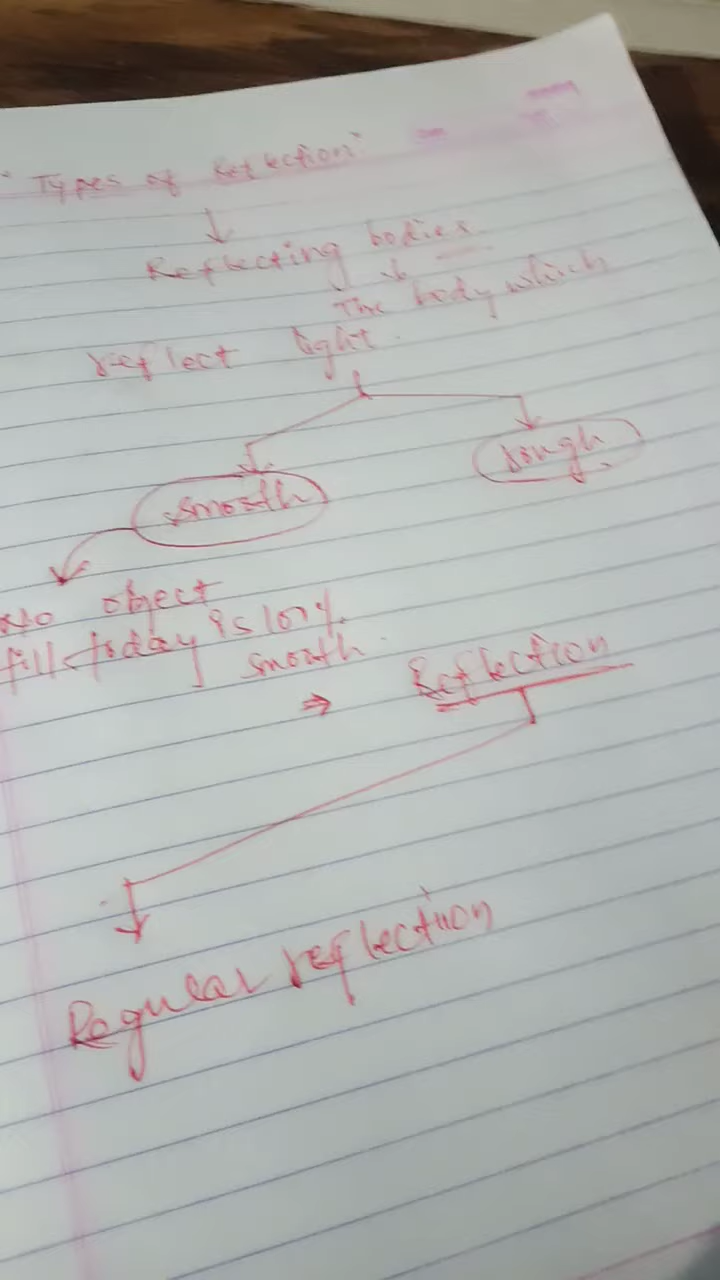 "Types of Reflection"
Reflecting bodies
The body which
reflect light.
smooth
rough
No object
till today is 100%
smooth.
⇒ Reflection
Regular reflection